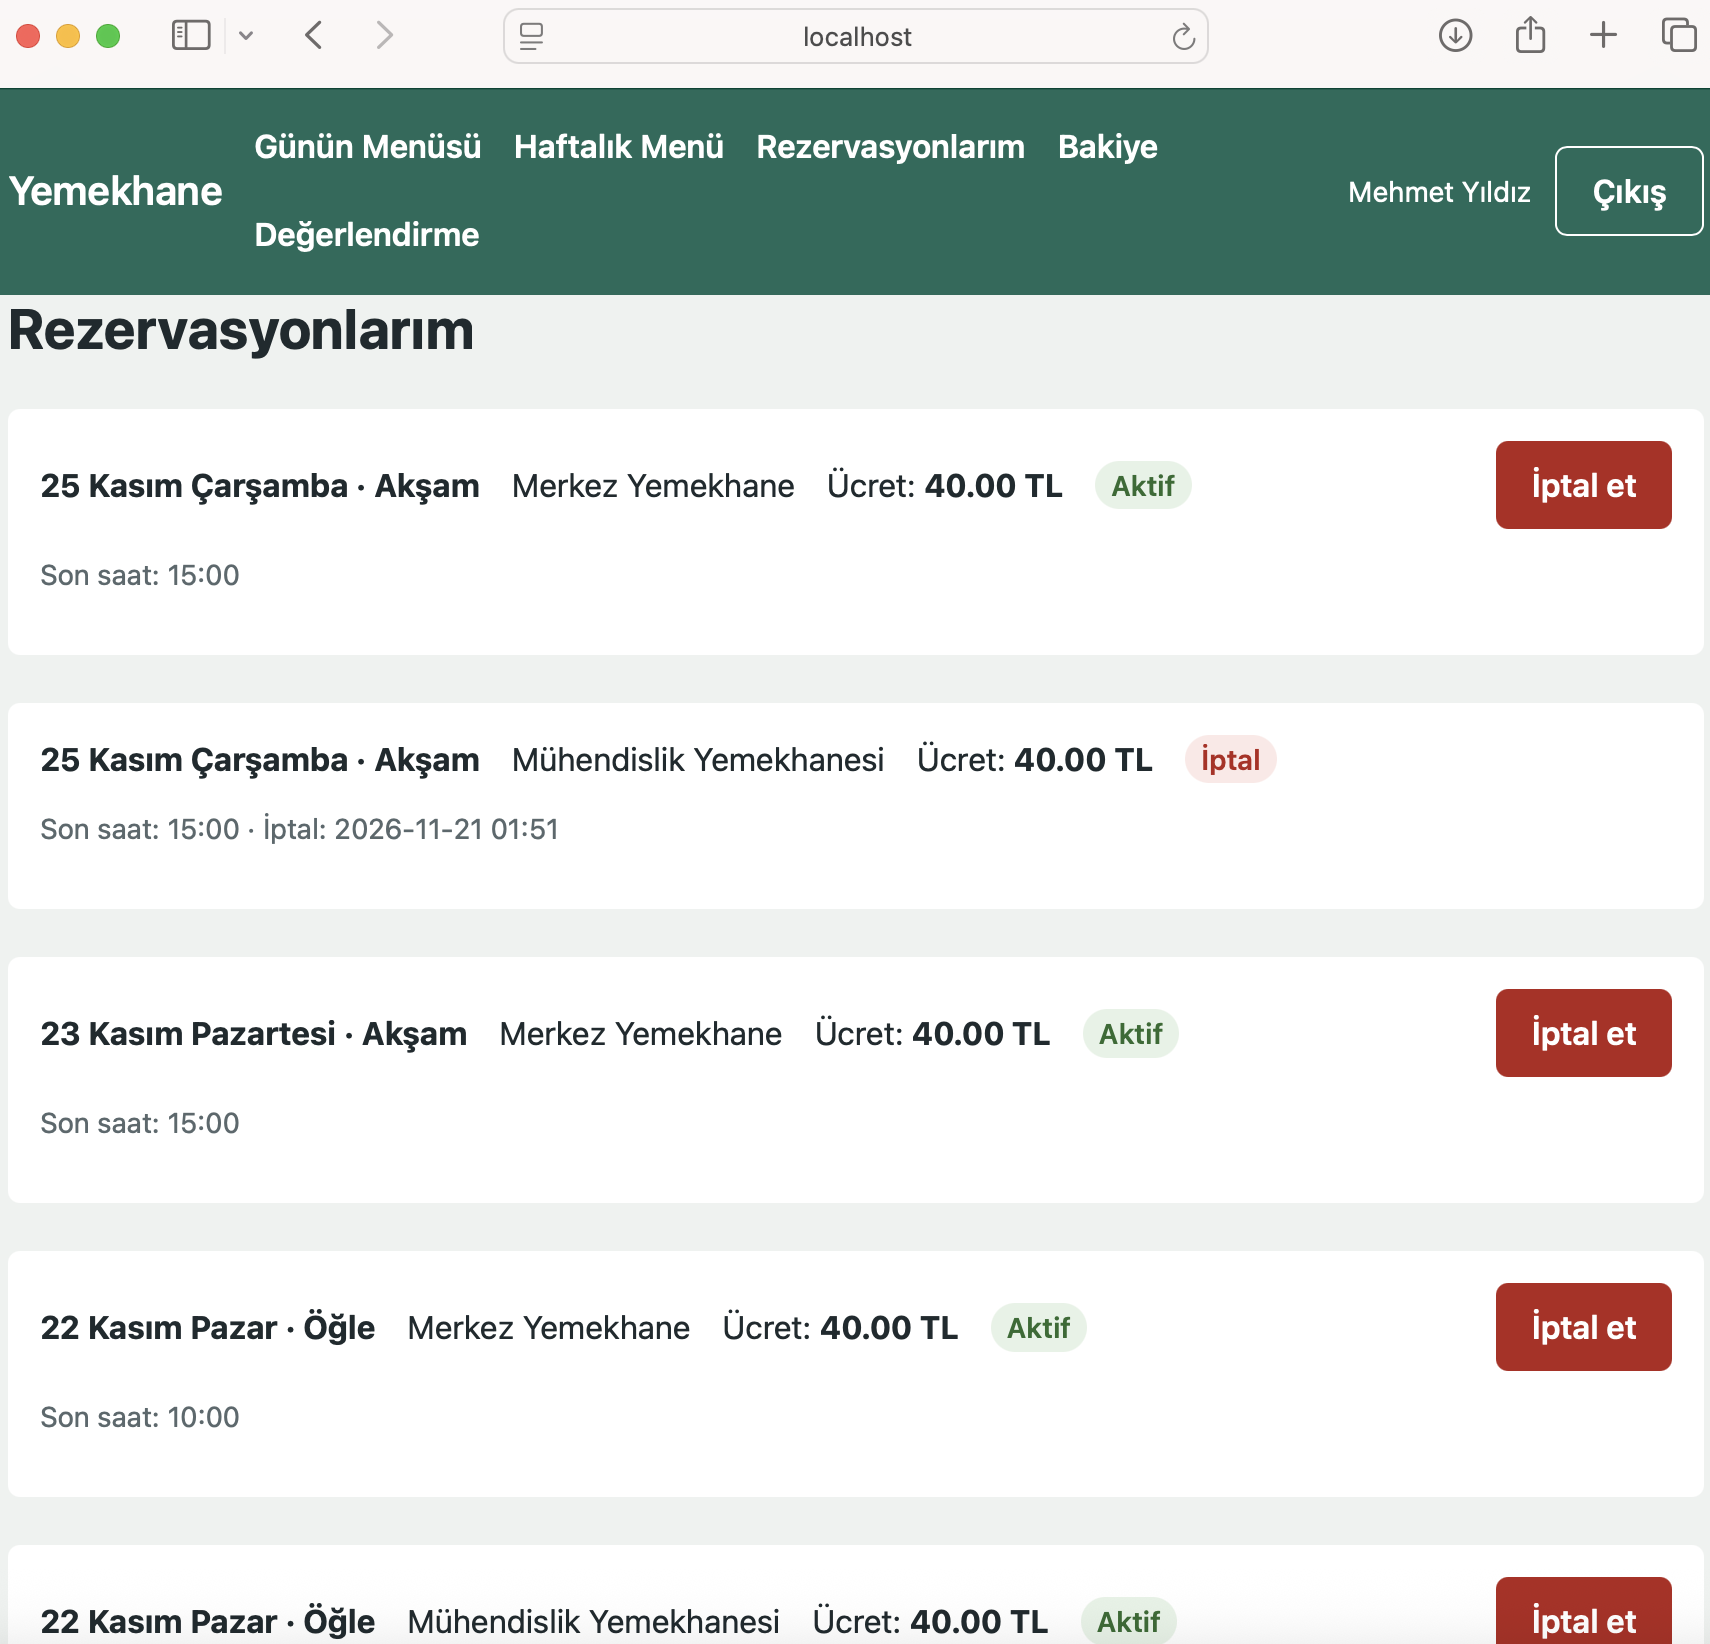 localhost
Yemekhane
Günün Menüsü Haftalık Menü Rezervasyonlarım Bakiye
Değerlendirme
Mehmet Yıldız
Çıkış
Rezervasyonlarım
25 Kasım Çarşamba · Akşam Merkez Yemekhane Ücret: 40.00 TL Aktif
İptal et
Son saat: 15:00
25 Kasım Çarşamba · Akşam Mühendislik Yemekhanesi Ücret: 40.00 TL İptal
Son saat: 15:00 · İptal: 2026-11-21 01:51
23 Kasım Pazartesi · Akşam Merkez Yemekhane Ücret: 40.00 TL Aktif
İptal et
Son saat: 15:00
22 Kasım Pazar · Öğle Merkez Yemekhane Ücret: 40.00 TL Aktif
İptal et
Son saat: 10:00
22 Kasım Pazar · Öğle Mühendislik Yemekhanesi Ücret: 40.00 TL Aktif
İptal et